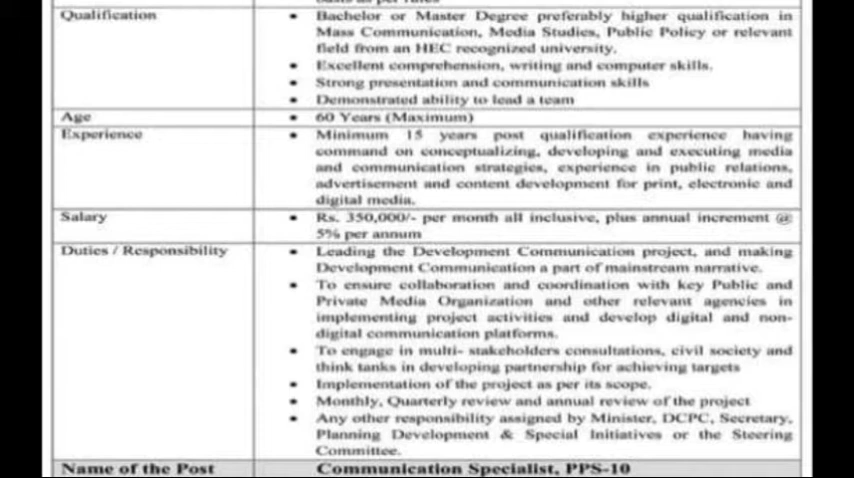 basis as per rules
Qualification
• Bachelor or Master Degree preferably higher qualification in
Mass Communication, Media Studies, Public Policy or relevant
field from an HEC recognized university.
• Excellent comprehension, writing and computer skills.
• Strong presentation and communication skills
• Demonstrated ability to lead a team
Age
• 60 Years (Maximum)
Experience
• Minimum 15 years post qualification experience having
command on conceptualizing, developing and executing media
and communication strategies, experience in public relations,
advertisement and content development for print, electronic and
digital media.
Salary
• Rs. 350,000/- per month all inclusive, plus annual increment @
5% per annum
Duties / Responsibility
• Leading the Development Communication project, and making
Development Communication a part of mainstream narrative.
• To ensure collaboration and coordination with key Public and
Private Media Organization and other relevant agencies in
implementing project activities and develop digital and non-
digital communication platforms.
• To engage in multi- stakeholders consultations, civil society and
think tanks in developing partnership for achieving targets
• Implementation of the project as per its scope.
• Monthly, Quarterly review and annual review of the project
• Any other responsibility assigned by Minister, DCPC, Secretary,
Planning Development & Special Initiatives or the Steering
Committee.
Name of the Post
Communication Specialist, PPS-10